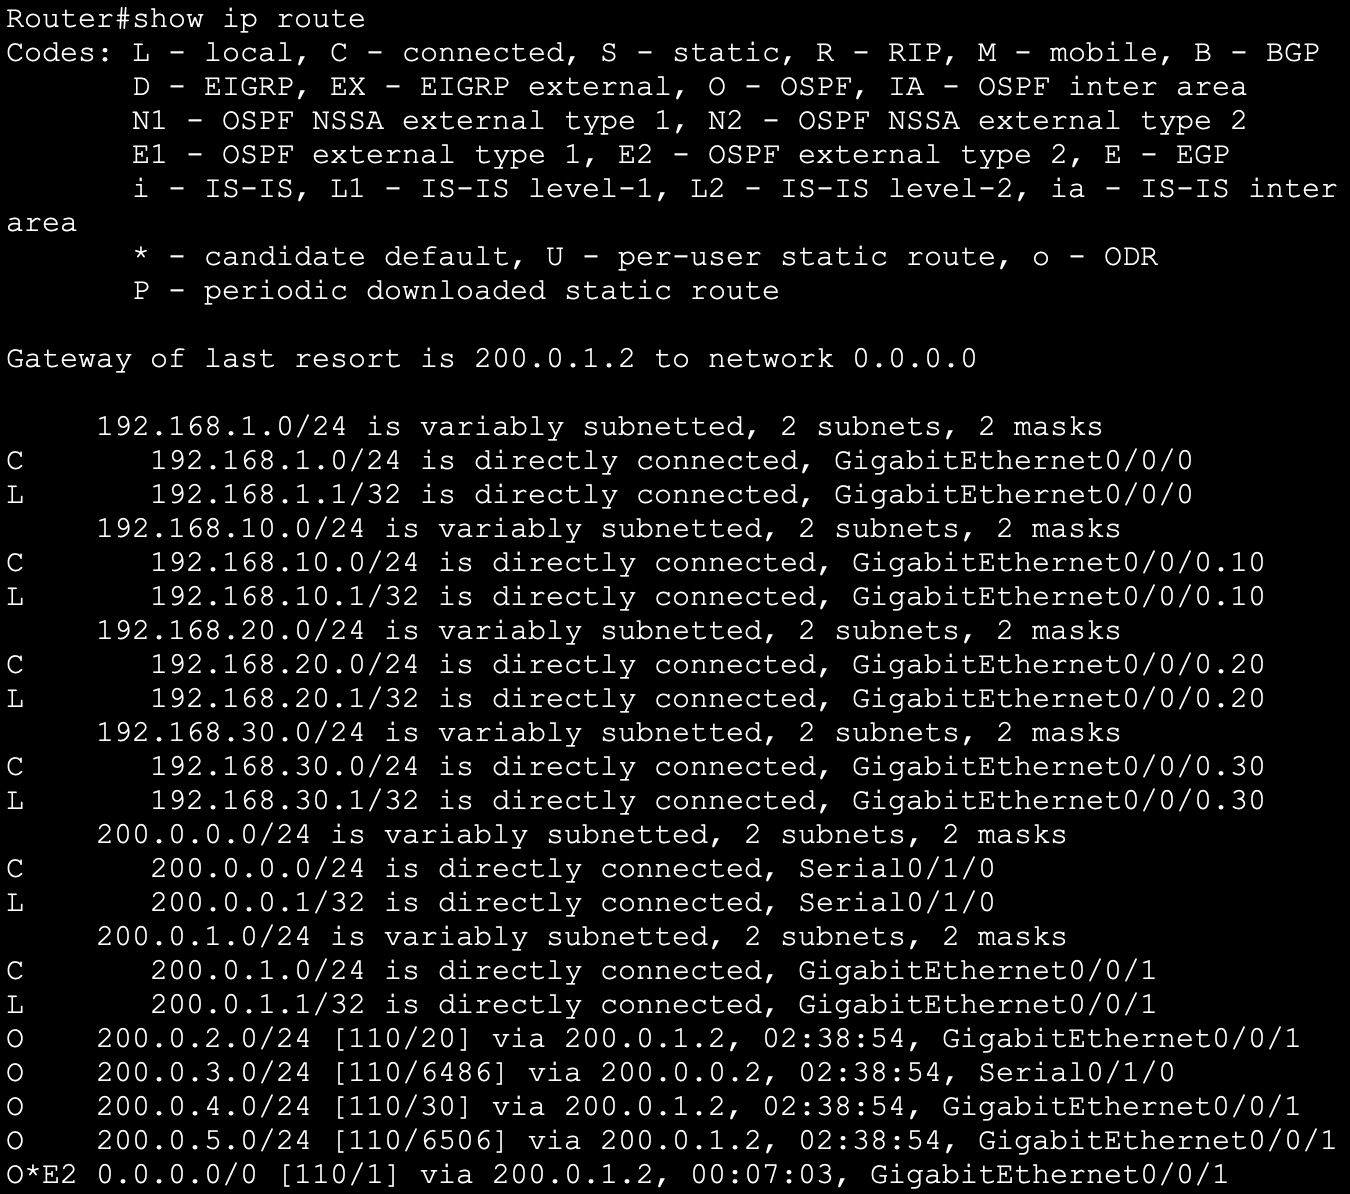 Router#show ip route
Codes: L - local, C - connected, S - static, R - RIP, M - mobile, B - BGP
       D - EIGRP, EX - EIGRP external, O - OSPF, IA - OSPF inter area
       N1 - OSPF NSSA external type 1, N2 - OSPF NSSA external type 2
       E1 - OSPF external type 1, E2 - OSPF external type 2, E - EGP
       i - IS-IS, L1 - IS-IS level-1, L2 - IS-IS level-2, ia - IS-IS inter
area
       * - candidate default, U - per-user static route, o - ODR
       P - periodic downloaded static route

Gateway of last resort is 200.0.1.2 to network 0.0.0.0

     192.168.1.0/24 is variably subnetted, 2 subnets, 2 masks
C       192.168.1.0/24 is directly connected, GigabitEthernet0/0/0
L       192.168.1.1/32 is directly connected, GigabitEthernet0/0/0
     192.168.10.0/24 is variably subnetted, 2 subnets, 2 masks
C       192.168.10.0/24 is directly connected, GigabitEthernet0/0/0.10
L       192.168.10.1/32 is directly connected, GigabitEthernet0/0/0.10
     192.168.20.0/24 is variably subnetted, 2 subnets, 2 masks
C       192.168.20.0/24 is directly connected, GigabitEthernet0/0/0.20
L       192.168.20.1/32 is directly connected, GigabitEthernet0/0/0.20
     192.168.30.0/24 is variably subnetted, 2 subnets, 2 masks
C       192.168.30.0/24 is directly connected, GigabitEthernet0/0/0.30
L       192.168.30.1/32 is directly connected, GigabitEthernet0/0/0.30
     200.0.0.0/24 is variably subnetted, 2 subnets, 2 masks
C       200.0.0.0/24 is directly connected, Serial0/1/0
L       200.0.0.1/32 is directly connected, Serial0/1/0
     200.0.1.0/24 is variably subnetted, 2 subnets, 2 masks
C       200.0.1.0/24 is directly connected, GigabitEthernet0/0/1
L       200.0.1.1/32 is directly connected, GigabitEthernet0/0/1
O    200.0.2.0/24 [110/20] via 200.0.1.2, 02:38:54, GigabitEthernet0/0/1
O    200.0.3.0/24 [110/6486] via 200.0.0.2, 02:38:54, Serial0/1/0
O    200.0.4.0/24 [110/30] via 200.0.1.2, 02:38:54, GigabitEthernet0/0/1
O    200.0.5.0/24 [110/6506] via 200.0.1.2, 02:38:54, GigabitEthernet0/0/1
O*E2 0.0.0.0/0 [110/1] via 200.0.1.2, 00:07:03, GigabitEthernet0/0/1